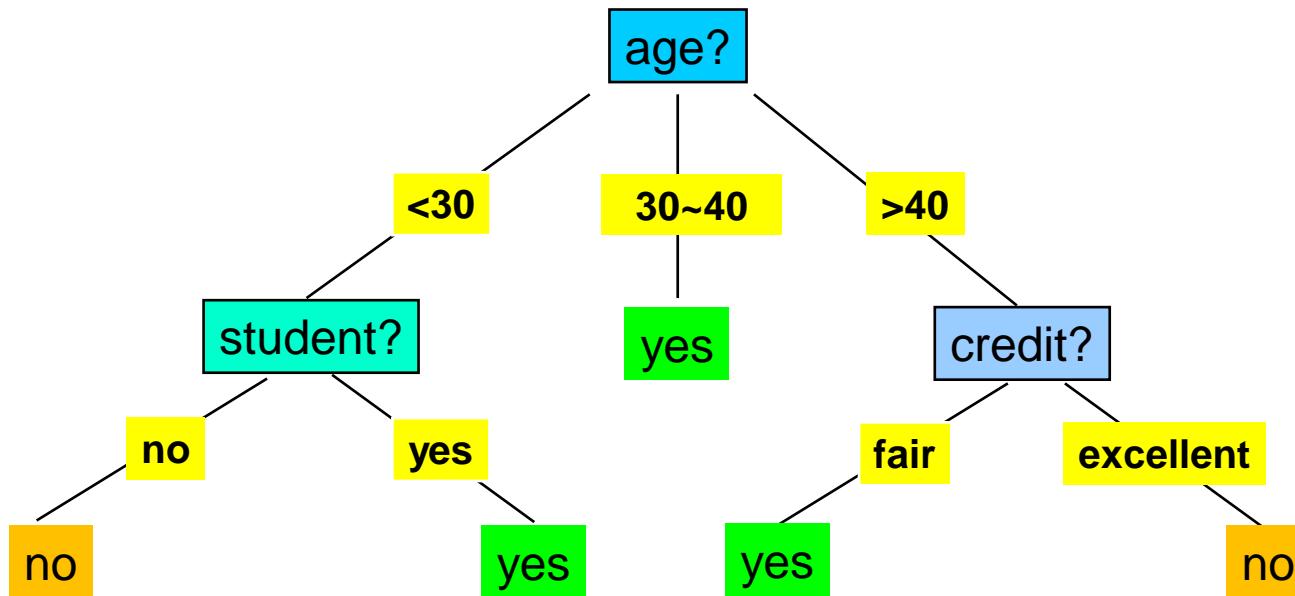 age?
<30
30~40
>40
student?
yes
credit?
no
yes
fair
excellent
no
yes
yes
no